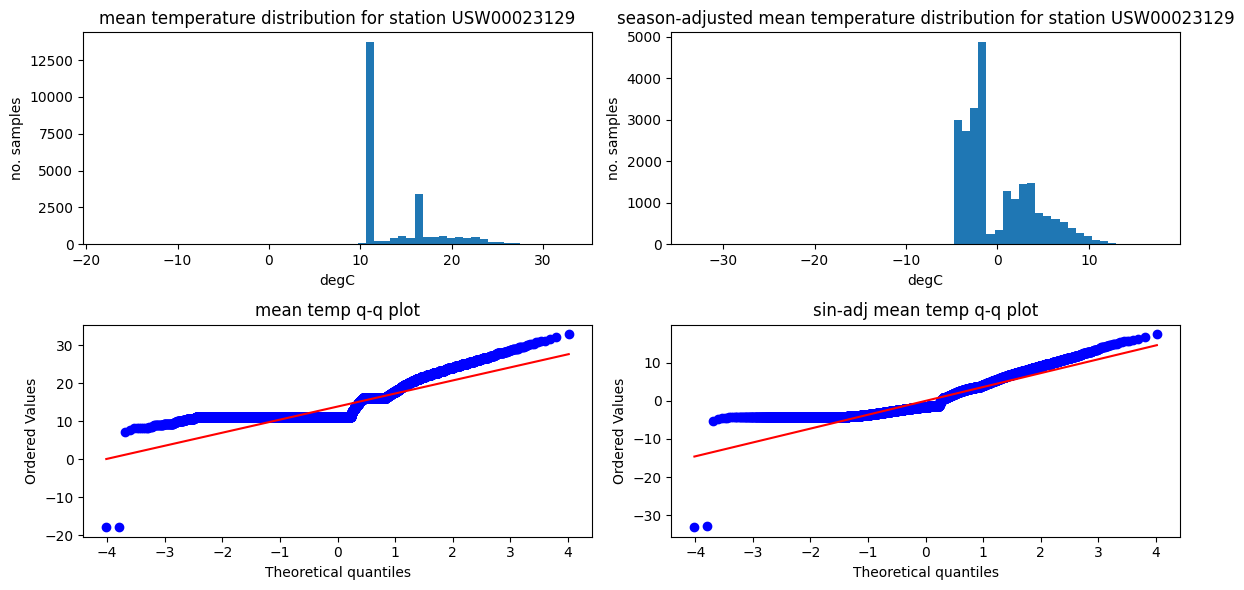 mean temperature distribution for station USW00023129
no. samples
12500
10000
7500
5000
2500
0
−20 −10 0 10 20 30
degC
season-adjusted mean temperature distribution for station USW00023129
no. samples
5000
4000
3000
2000
1000
0
−30 −20 −10 0 10
degC
mean temp q-q plot
Ordered Values
30
20
10
0
−10
−20
−4 −3 −2 −1 0 1 2 3 4
Theoretical quantiles
sin-adj mean temp q-q plot
Ordered Values
10
0
−10
−20
−30
−4 −3 −2 −1 0 1 2 3 4
Theoretical quantiles